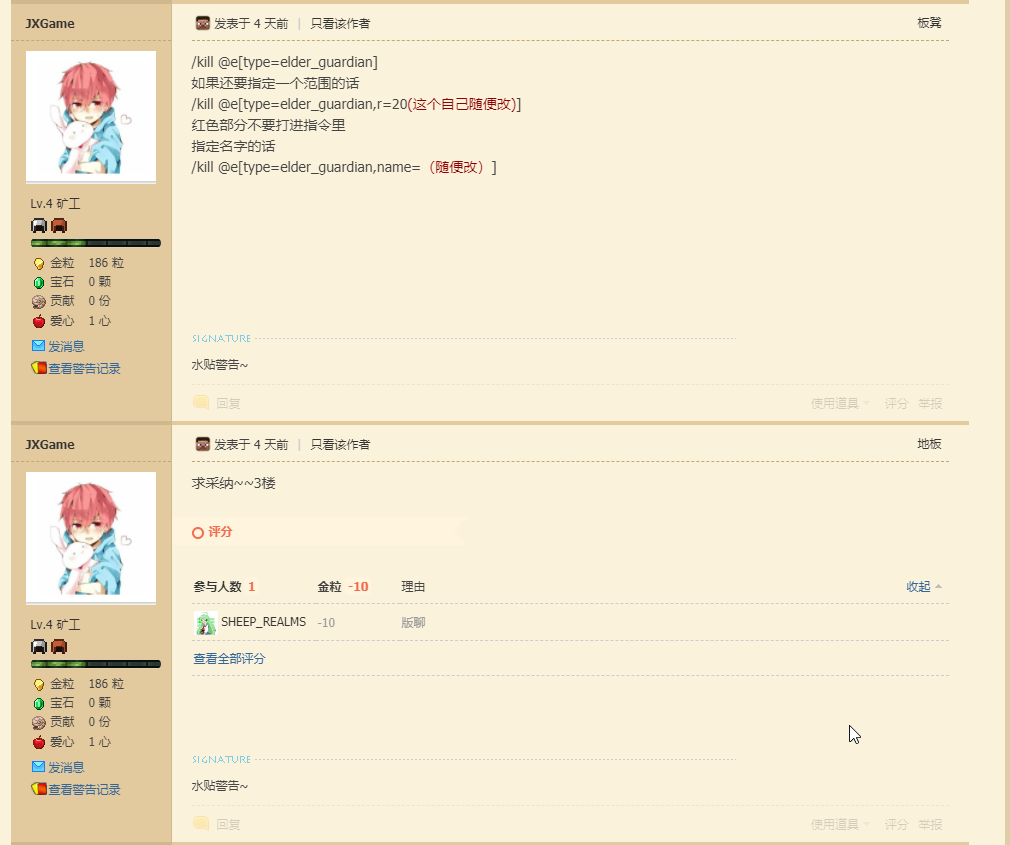 JXGame
发表于 4 天前 | 只看该作者
板凳
/kill @e[type=elder_guardian]
如果还要指定一个范围的话
/kill @e[type=elder_guardian,r=20(这个自己随便改)]
红色部分不要打进指令里
指定名字的话
/kill @e[type=elder_guardian,name=（随便改）]
Lv.4 矿工
金粒 186 粒
宝石 0 颗
贡献 0 份
爱心 1 心
发消息
查看警告记录
SIGNATURE
水贴警告~
回复
使用道具 评分 举报
JXGame
发表于 4 天前 | 只看该作者
地板
求采纳~~3楼
评分
参与人数 1 金粒 -10 理由 收起
SHEEP_REALMS -10 版聊
查看全部评分
Lv.4 矿工
金粒 186 粒
宝石 0 颗
贡献 0 份
爱心 1 心
发消息
查看警告记录
SIGNATURE
水贴警告~
回复
使用道具 评分 举报